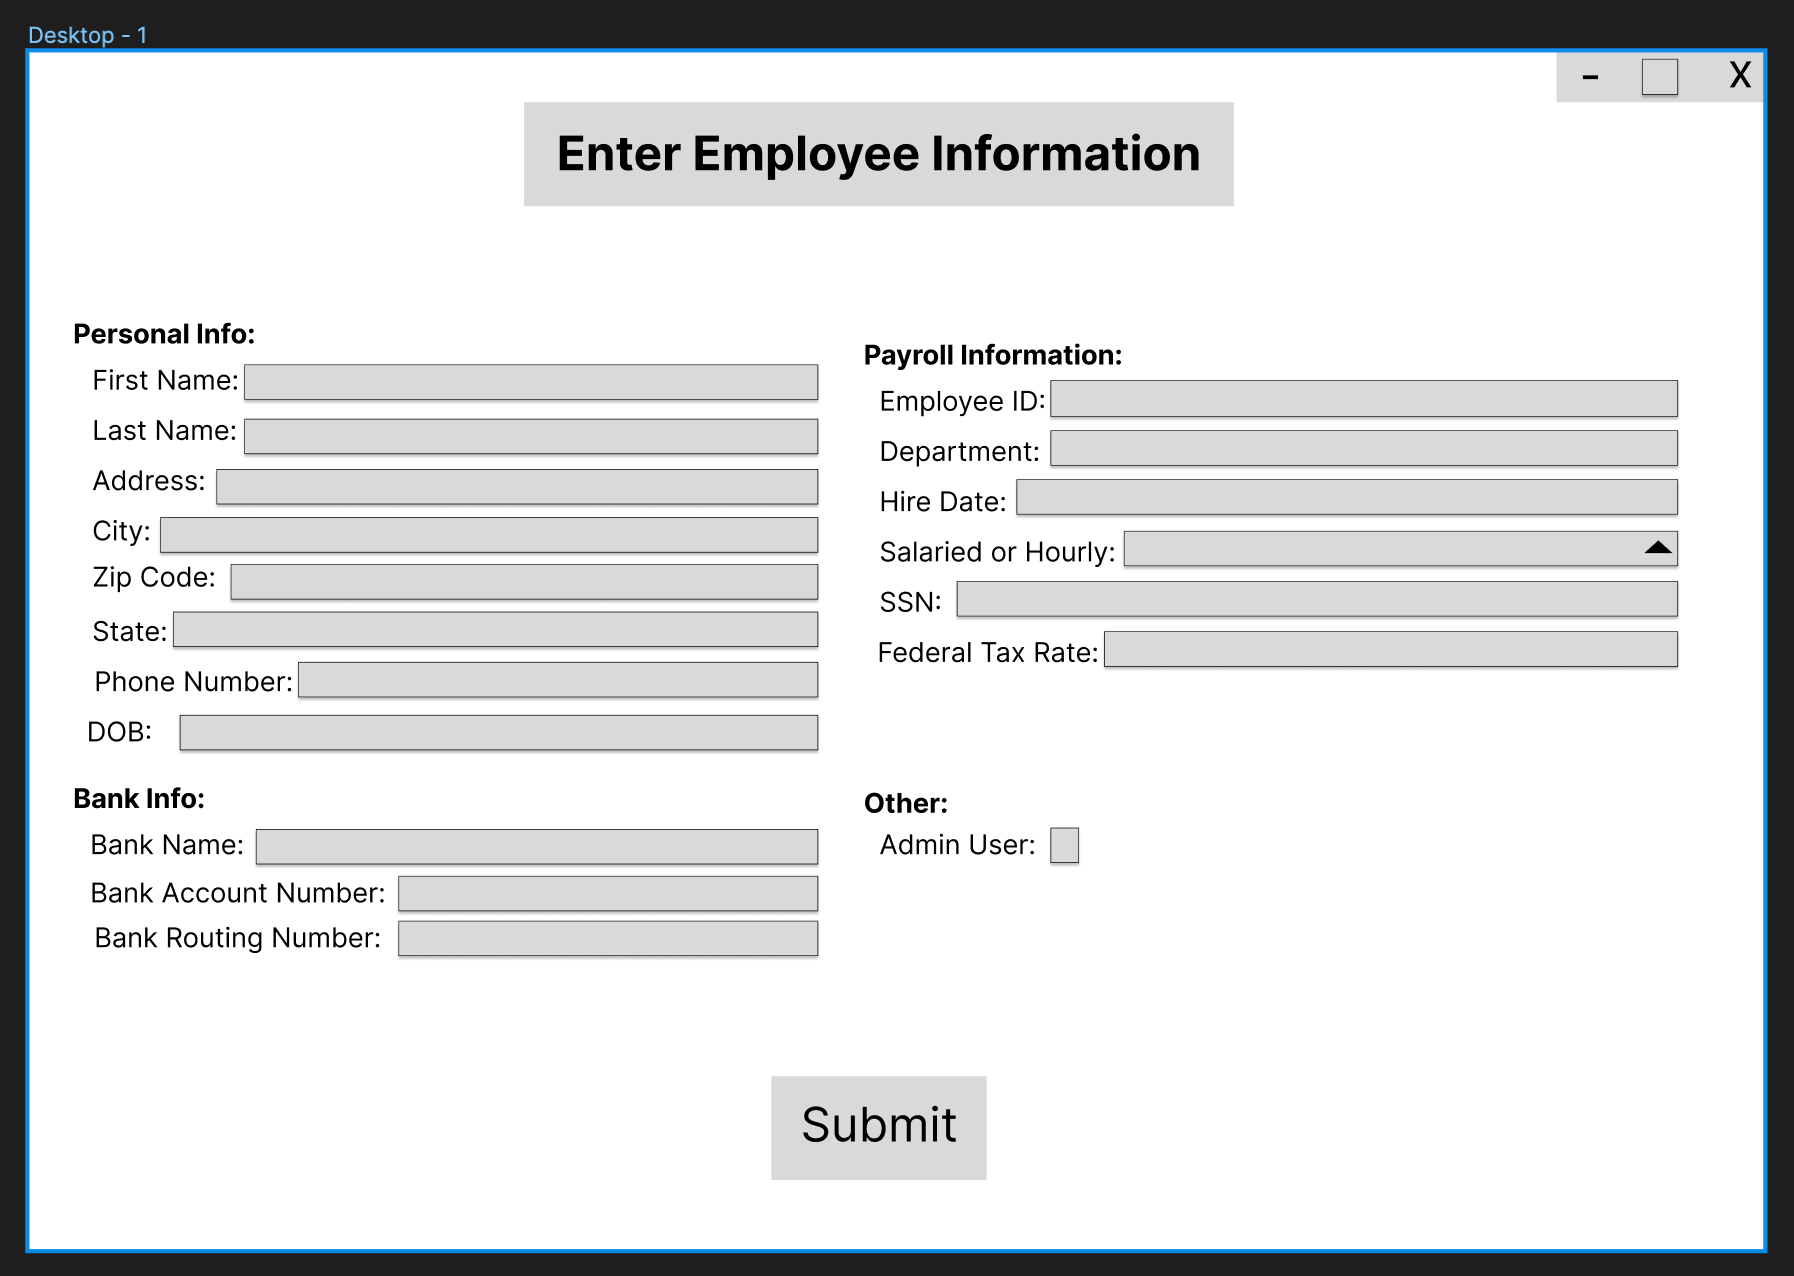 Desktop - 1
- X
Enter Employee Information
Personal Info:
First Name:
Last Name:
Address:
City:
Zip Code:
State:
Phone Number:
DOB:
Bank Info:
Bank Name:
Bank Account Number:
Bank Routing Number:
Payroll Information:
Employee ID:
Department:
Hire Date:
Salaried or Hourly:
SSN:
Federal Tax Rate:
Other:
Admin User:
Submit